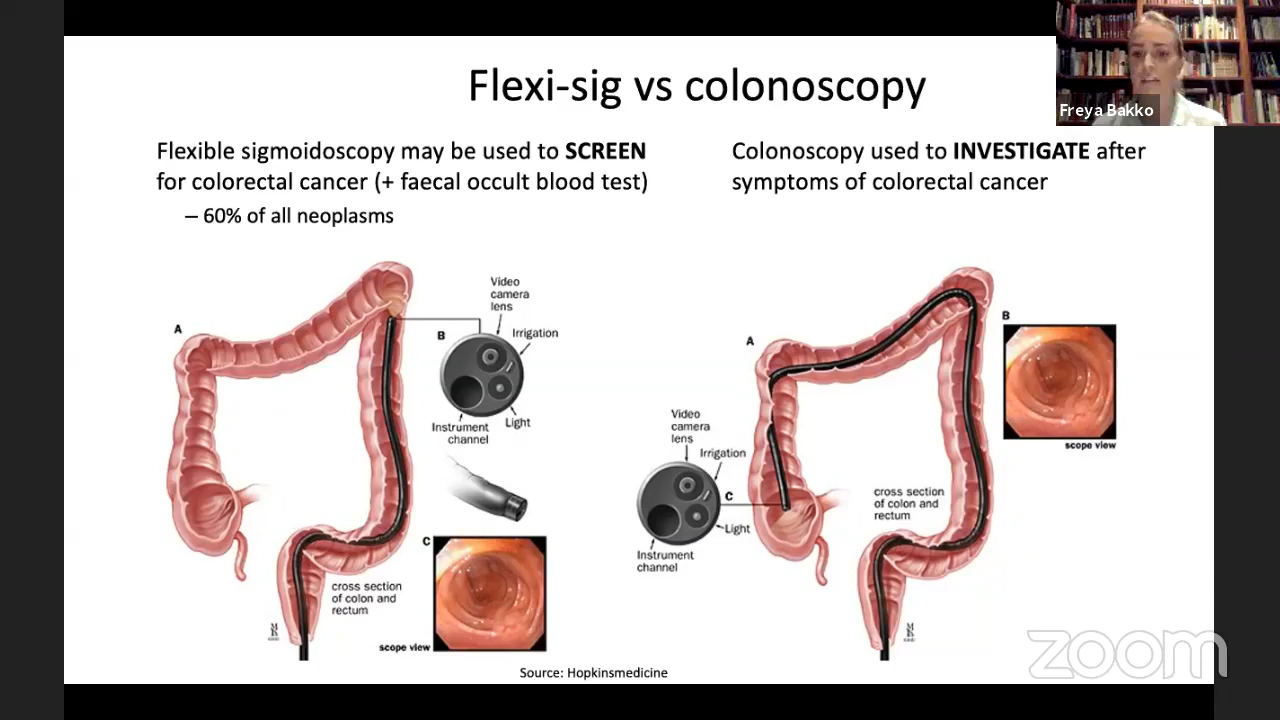 Flexi-sig vs colonoscopy
Freya Bakko
Flexible sigmoidoscopy may be used to SCREEN
for colorectal cancer (+ faecal occult blood test)
– 60% of all neoplasms
Colonoscopy used to INVESTIGATE after
symptoms of colorectal cancer
A
Video
camera
lens
Irrigation
B
Instrument
channel
Light
C
cross section
of colon and
rectum
scope view
A
B
scope view
Video
camera
lens
Irrigation
C
Light
Instrument
channel
cross section
of colon and
rectum
Source: Hopkinsmedicine
zoom